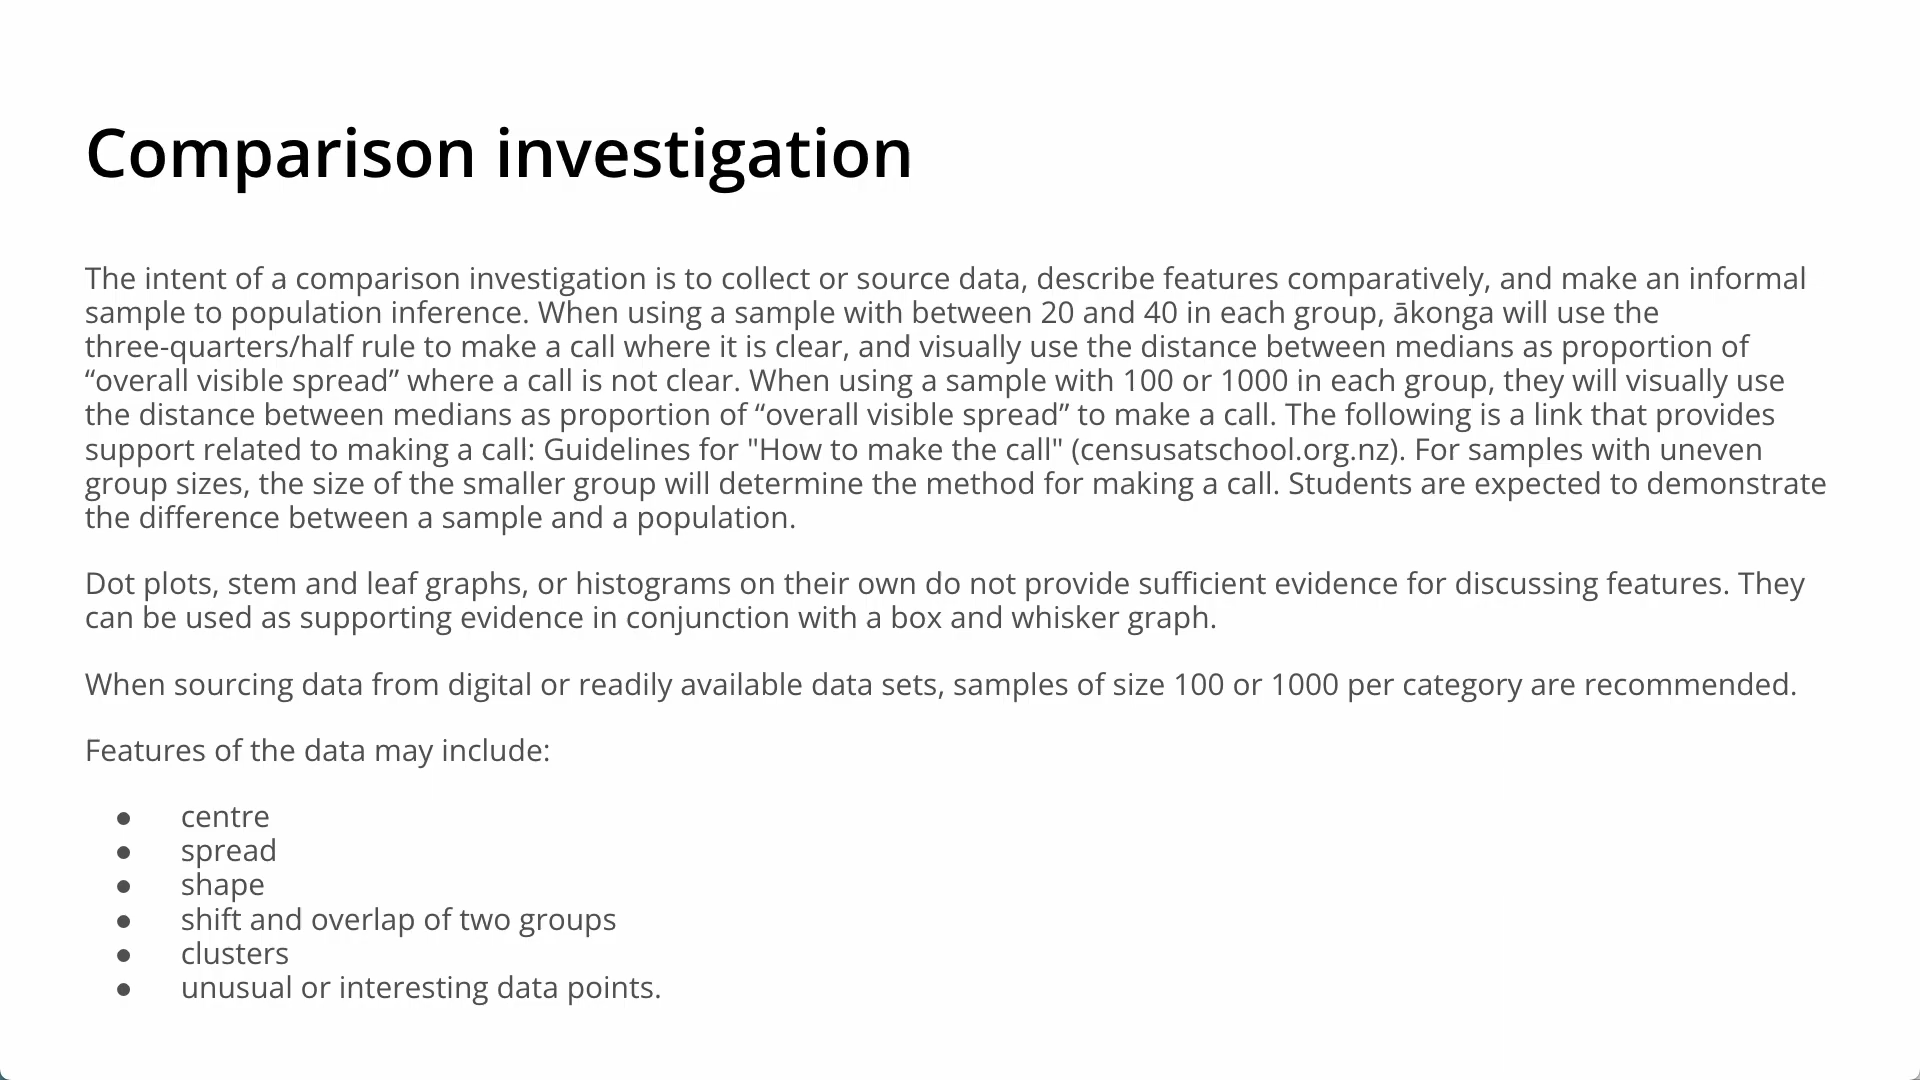 Comparison investigation
The intent of a comparison investigation is to collect or source data, describe features comparatively, and make an informal
sample to population inference. When using a sample with between 20 and 40 in each group, ākonga will use the
three-quarters/half rule to make a call where it is clear, and visually use the distance between medians as proportion of
“overall visible spread” where a call is not clear. When using a sample with 100 or 1000 in each group, they will visually use
the distance between medians as proportion of “overall visible spread” to make a call. The following is a link that provides
support related to making a call: Guidelines for "How to make the call" (censusatschool.org.nz). For samples with uneven
group sizes, the size of the smaller group will determine the method for making a call. Students are expected to demonstrate
the difference between a sample and a population.
Dot plots, stem and leaf graphs, or histograms on their own do not provide sufficient evidence for discussing features. They
can be used as supporting evidence in conjunction with a box and whisker graph.
When sourcing data from digital or readily available data sets, samples of size 100 or 1000 per category are recommended.
Features of the data may include:
● centre
● spread
● shape
● shift and overlap of two groups
● clusters
● unusual or interesting data points.